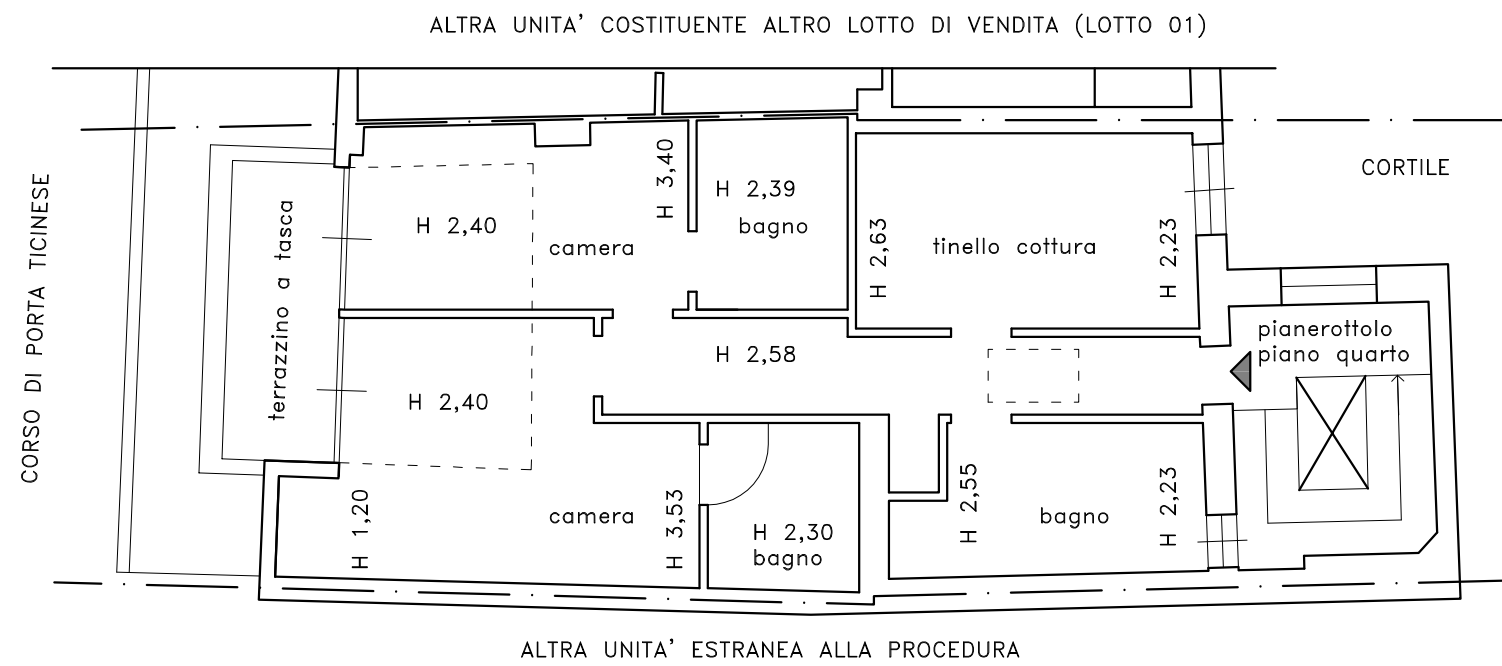 ALTRA UNITA' COSTITUENTE ALTRO LOTTO DI VENDITA (LOTTO 01)
CORSO DI PORTA TICINESE
CORTILE
terrazzino a tasca
H 2,40
camera
H 3,40
H 2,39
bagno
H 2,63
tinello cottura
H 2,23
pianerottolo
piano quarto
H 2,58
H 2,40
H 1,20
camera
H 3,53
H 2,30
bagno
H 2,55
bagno
H 2,23
ALTRA UNITA' ESTRANEA ALLA PROCEDURA